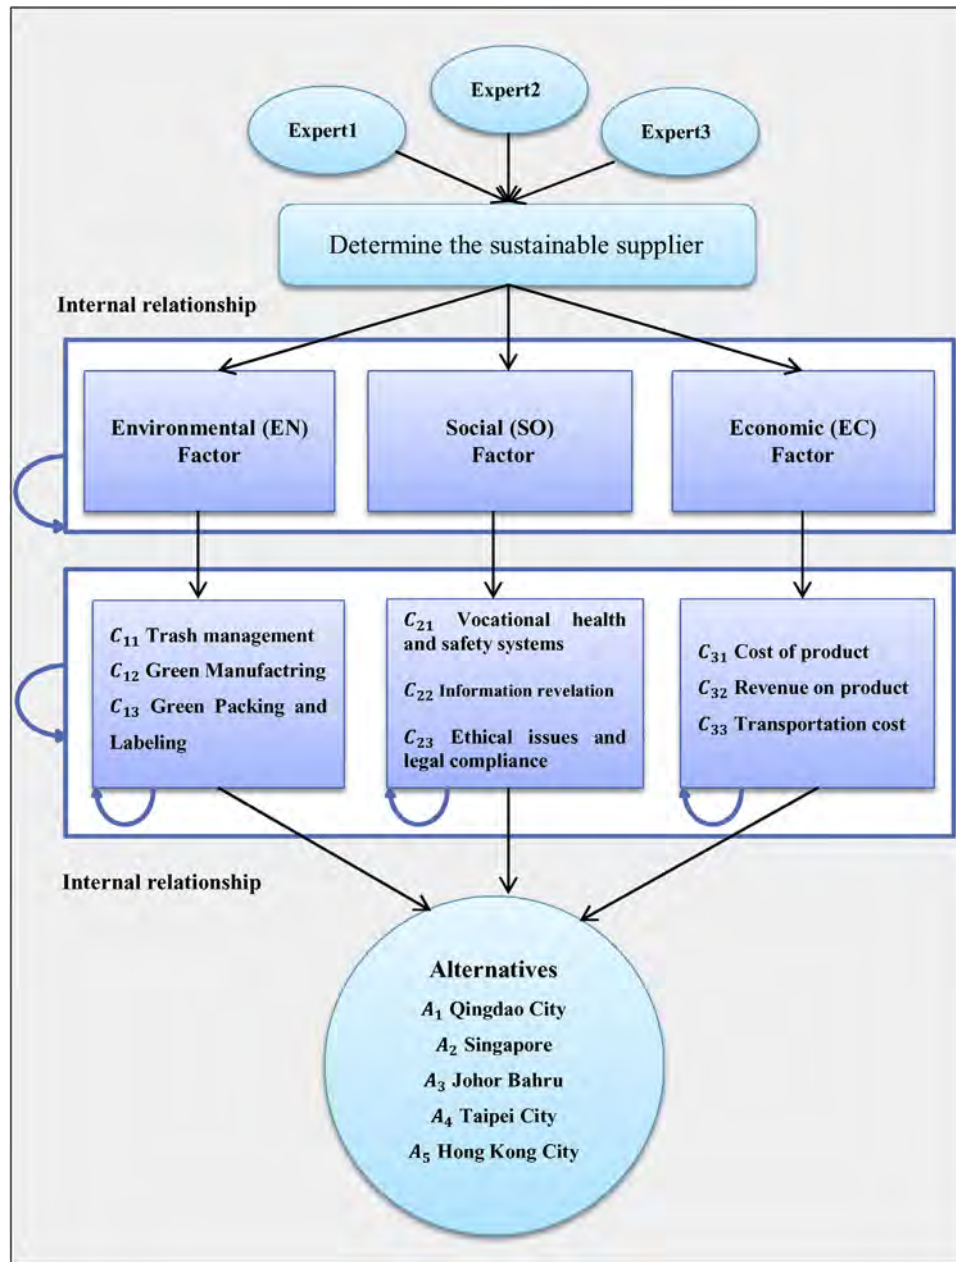 Expert1
Expert2
Expert3
Determine the sustainable supplier
Internal relationship
Environmental (EN)
Factor
Social (SO)
Factor
Economic (EC)
Factor
C₁₁ Trash management
C₁₂ Green Manufactring
C₁₃ Green Packing and
Labeling
C₂₁ Vocational health
and safety systems
C₂₂ Information revelation
C₂₃ Ethical issues and
legal compliance
C₃₁ Cost of product
C₃₂ Revenue on product
C₃₃ Transportation cost
Internal relationship
Alternatives
A₁ Qingdao City
A₂ Singapore
A₃ Johor Bahru
A₄ Taipei City
A₅ Hong Kong City